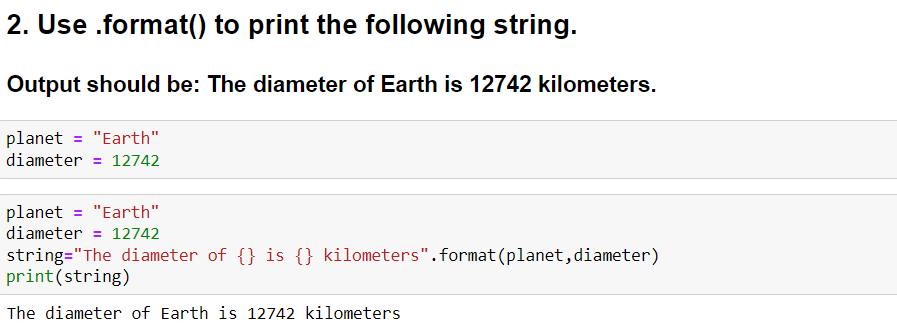 2. Use .format() to print the following string.
Output should be: The diameter of Earth is 12742 kilometers.
planet = "Earth"
diameter = 12742
planet = "Earth"
diameter = 12742
string="The diameter of {} is {} kilometers".format(planet,diameter)
print(string)
The diameter of Earth is 12742 kilometers